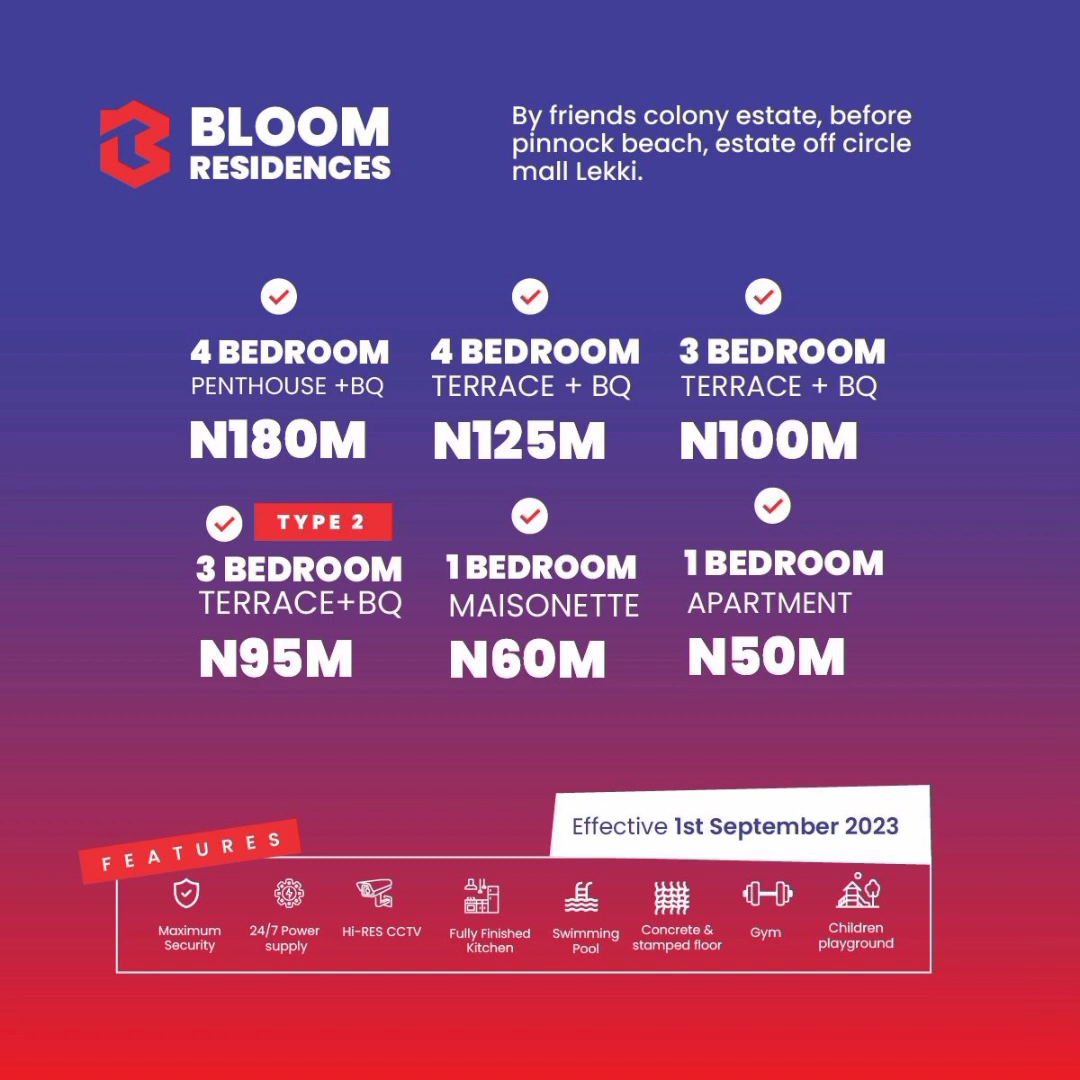 BLOOM
RESIDENCES
By friends colony estate, before
pinnock beach, estate off circle
mall Lekki.
4 BEDROOM
PENTHOUSE +BQ
N180M
4 BEDROOM
TERRACE + BQ
N125M
3 BEDROOM
TERRACE + BQ
N100M
TYPE 2
3 BEDROOM
TERRACE+BQ
N95M
1 BEDROOM
MAISONETTE
N60M
1 BEDROOM
APARTMENT
N50M
Effective 1st September 2023
FEATURES
Maximum
Security
24/7 Power
supply
Hi-RES CCTV
Fully Finished
Kitchen
Swimming
Pool
Concrete &
stamped floor
Gym
Children
playground